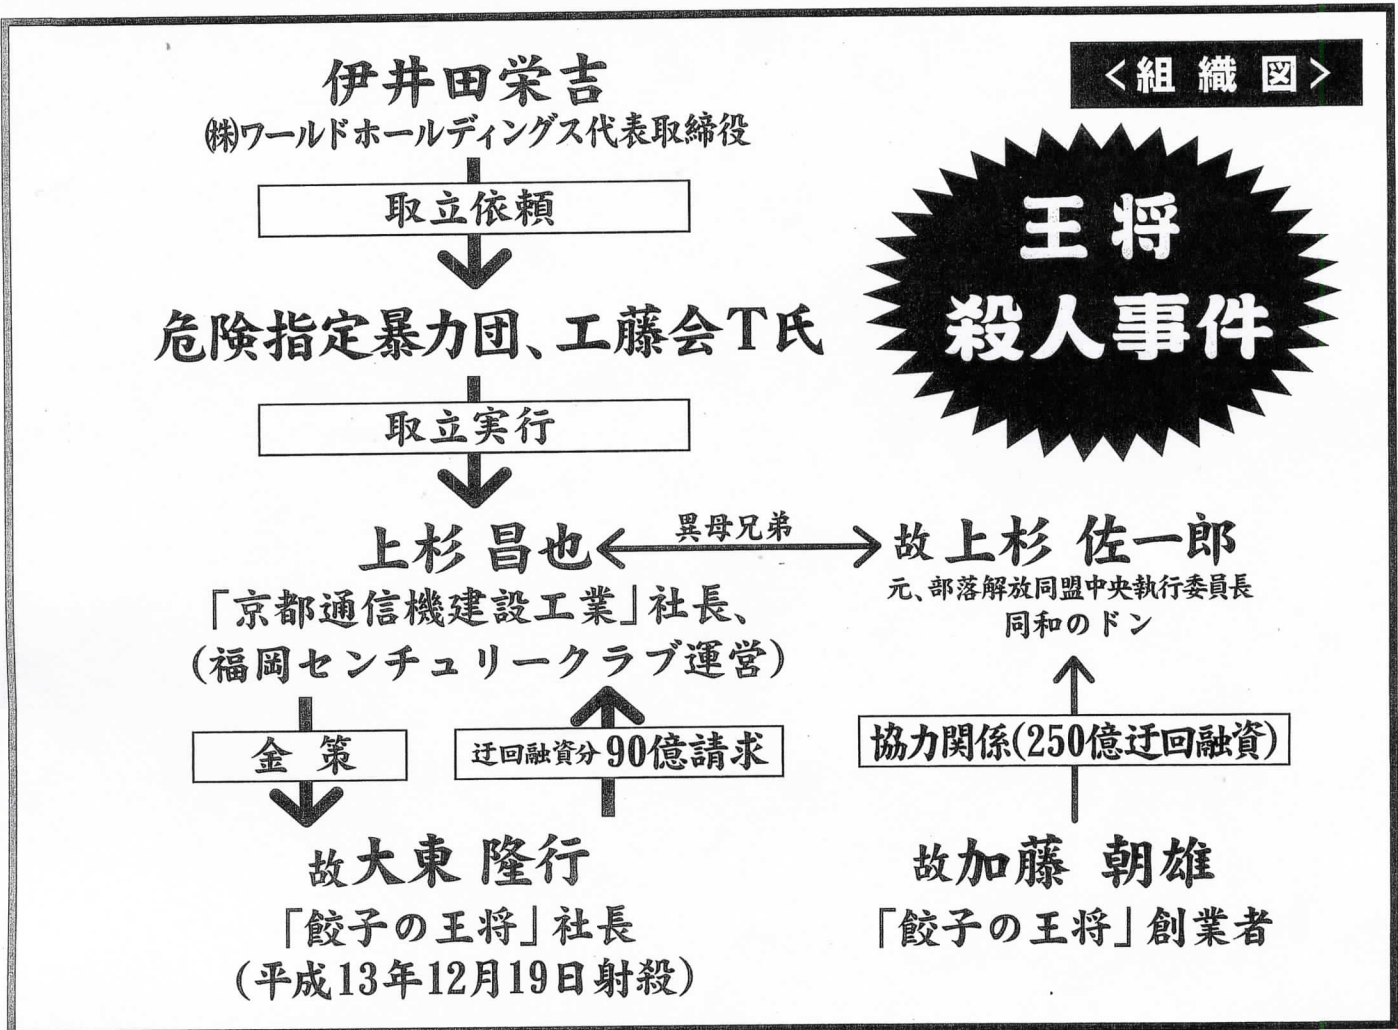 <組織図>
王将
殺人事件
伊井田栄吉
㈱ワールドホールディングス代表取締役
取立依頼
危険指定暴力団、工藤会T氏
取立実行
上杉 昌也
異母兄弟
故 上杉 佐一郎
「京都通信機建設工業」社長、
(福岡センチュリークラブ運営)
元、部落解放同盟中央執行委員長
同和のドン
金策
迂回融資分90億請求
協力関係(250億迂回融資)
故大東 隆行
「餃子の王将」社長
(平成13年12月19日射殺)
故加藤 朝雄
「餃子の王将」創業者